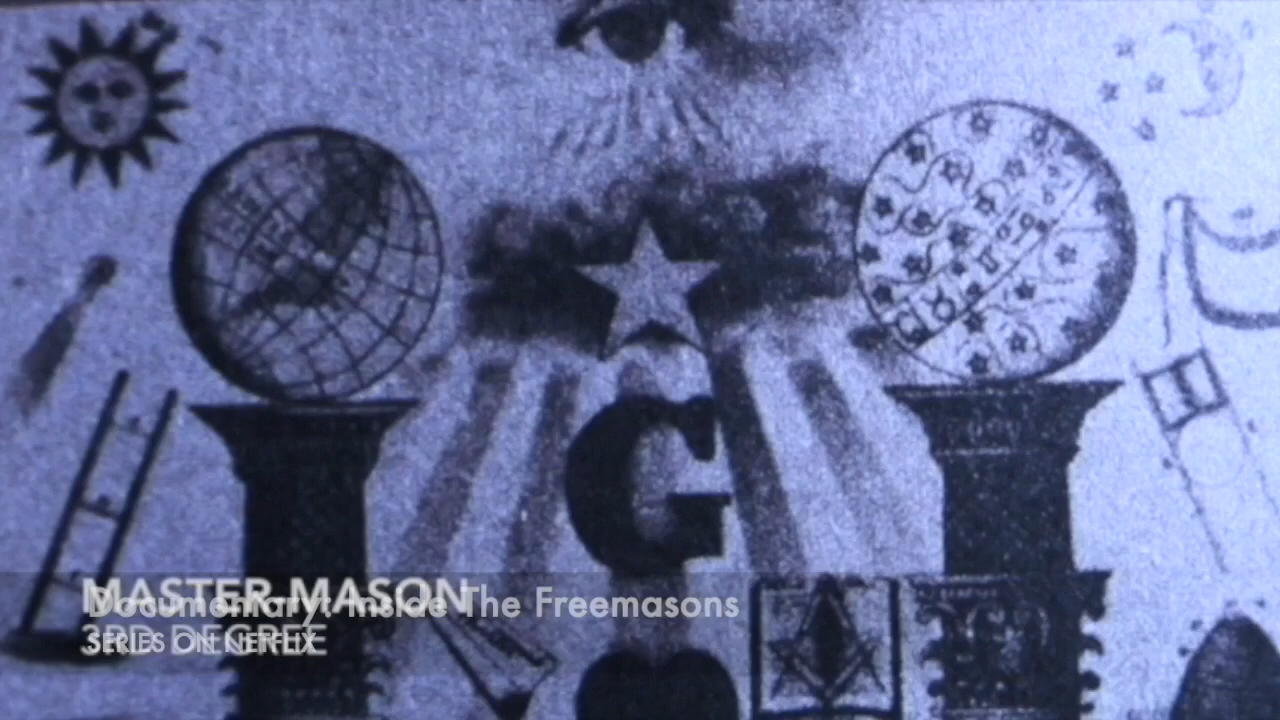 G
MASTER MASON
Documentary: Inside The Freemasons
3RD DEGREE
SERIES ON NETFLIX